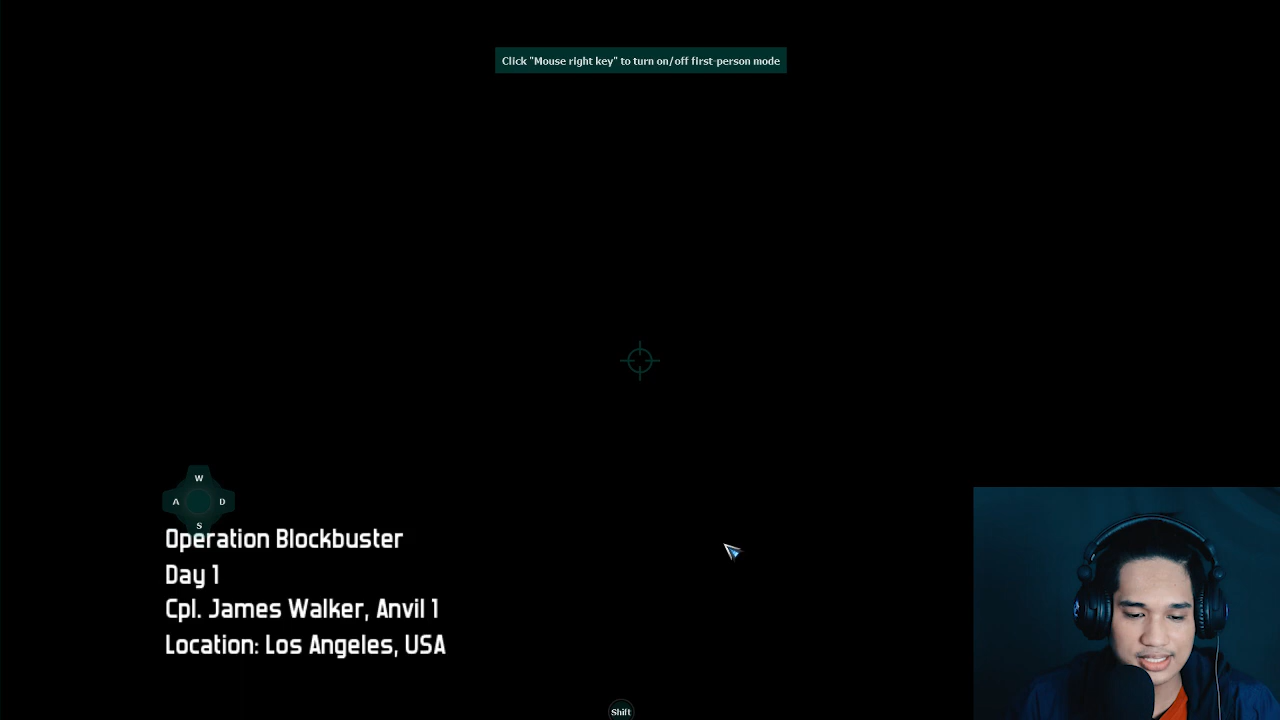 Click "Mouse right key" to turn on/off first-person mode
W
A D
S
Operation Blockbuster
Day 1
Cpl. James Walker, Anvil 1
Location: Los Angeles, USA
Shift